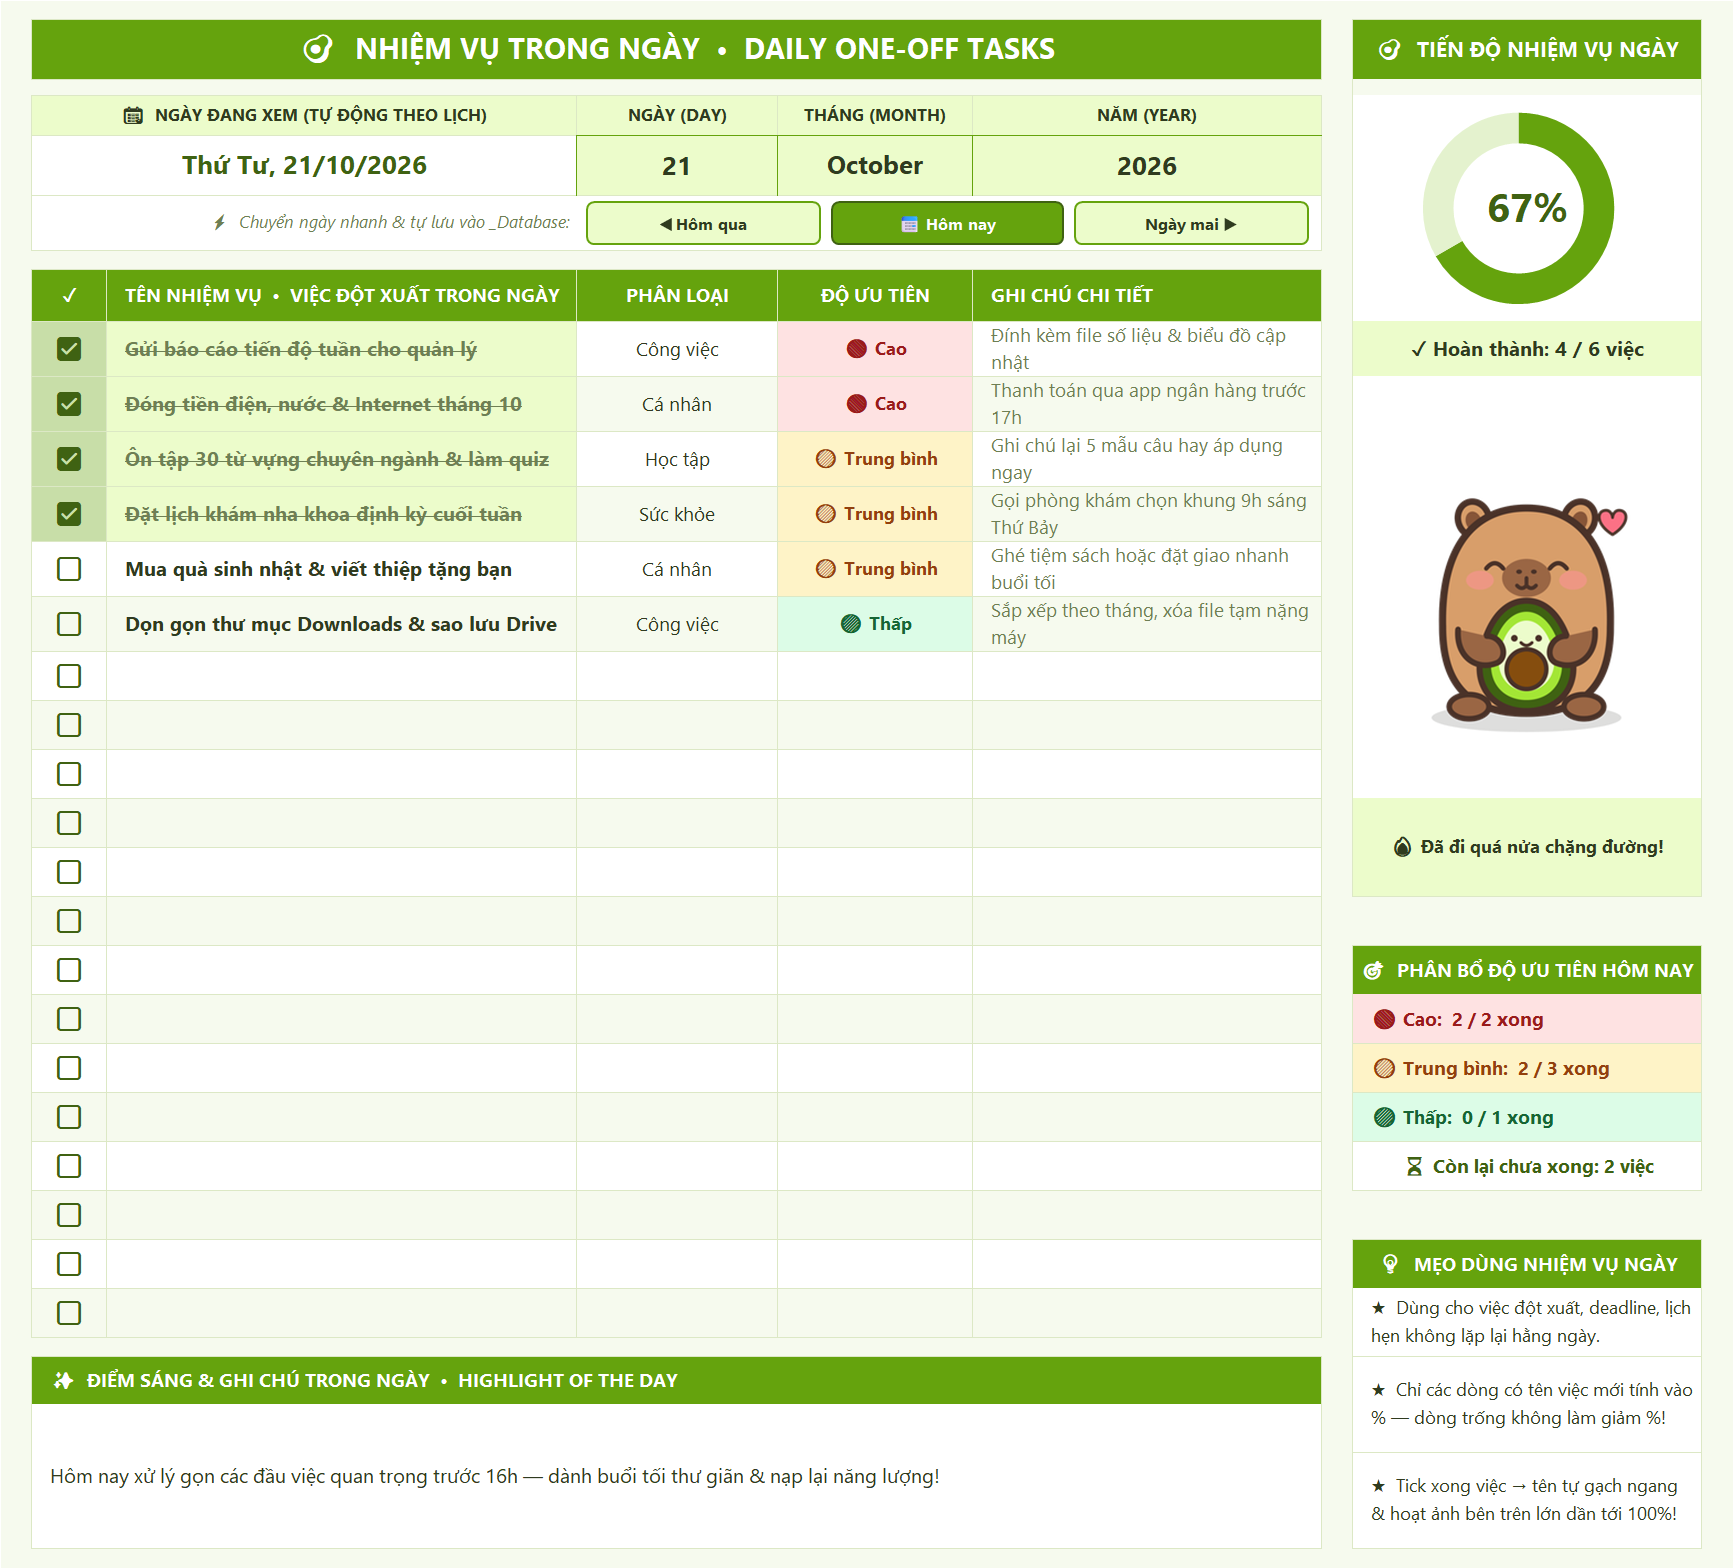 NHIỆM VỤ TRONG NGÀY • DAILY ONE-OFF TASKS
NGÀY ĐANG XEM (TỰ ĐỘNG THEO LỊCH)
NGÀY (DAY)
THÁNG (MONTH)
NĂM (YEAR)
Thứ Tư, 21/10/2026
21
October
2026
Chuyển ngày nhanh & tự lưu vào _Database:
◀ Hôm qua
Hôm nay
Ngày mai ▶
✓
TÊN NHIỆM VỤ • VIỆC ĐỘT XUẤT TRONG NGÀY
PHÂN LOẠI
ĐỘ ƯU TIÊN
GHI CHÚ CHI TIẾT
Gửi báo cáo tiến độ tuần cho quản lý
Công việc
Cao
Đính kèm file số liệu & biểu đồ cập
nhật
Đóng tiền điện, nước & Internet tháng 10
Cá nhân
Cao
Thanh toán qua app ngân hàng trước
17h
Ôn tập 30 từ vựng chuyên ngành & làm quiz
Học tập
Trung bình
Ghi chú lại 5 mẫu câu hay áp dụng
ngay
Đặt lịch khám nha khoa định kỳ cuối tuần
Sức khỏe
Trung bình
Gọi phòng khám chọn khung 9h sáng
Thứ Bảy
Mua quà sinh nhật & viết thiệp tặng bạn
Cá nhân
Trung bình
Ghé tiệm sách hoặc đặt giao nhanh
buổi tối
Dọn gọn thư mục Downloads & sao lưu Drive
Công việc
Thấp
Sắp xếp theo tháng, xóa file tạm nặng
máy
ĐIỂM SÁNG & GHI CHÚ TRONG NGÀY • HIGHLIGHT OF THE DAY
Hôm nay xử lý gọn các đầu việc quan trọng trước 16h — dành buổi tối thư giãn & nạp lại năng lượng!
TIẾN ĐỘ NHIỆM VỤ NGÀY
67%
✓ Hoàn thành: 4 / 6 việc
Đã đi quá nửa chặng đường!
PHÂN BỔ ĐỘ ƯU TIÊN HÔM NAY
Cao: 2 / 2 xong
Trung bình: 2 / 3 xong
Thấp: 0 / 1 xong
Còn lại chưa xong: 2 việc
MẸO DÙNG NHIỆM VỤ NGÀY
★ Dùng cho việc đột xuất, deadline, lịch
hẹn không lặp lại hằng ngày.
★ Chỉ các dòng có tên việc mới tính vào
% — dòng trống không làm giảm %!
★ Tick xong việc → tên tự gạch ngang
& hoạt ảnh bên trên lớn dần tới 100%!